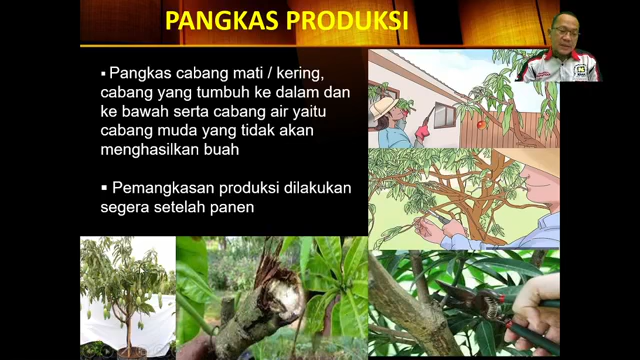 PANGKAS PRODUKSI
▪ Pangkas cabang mati / kering,
cabang yang tumbuh ke dalam dan
ke bawah serta cabang air yaitu
cabang muda yang tidak akan
menghasilkan buah
▪ Pemangkasan produksi dilakukan
segera setelah panen